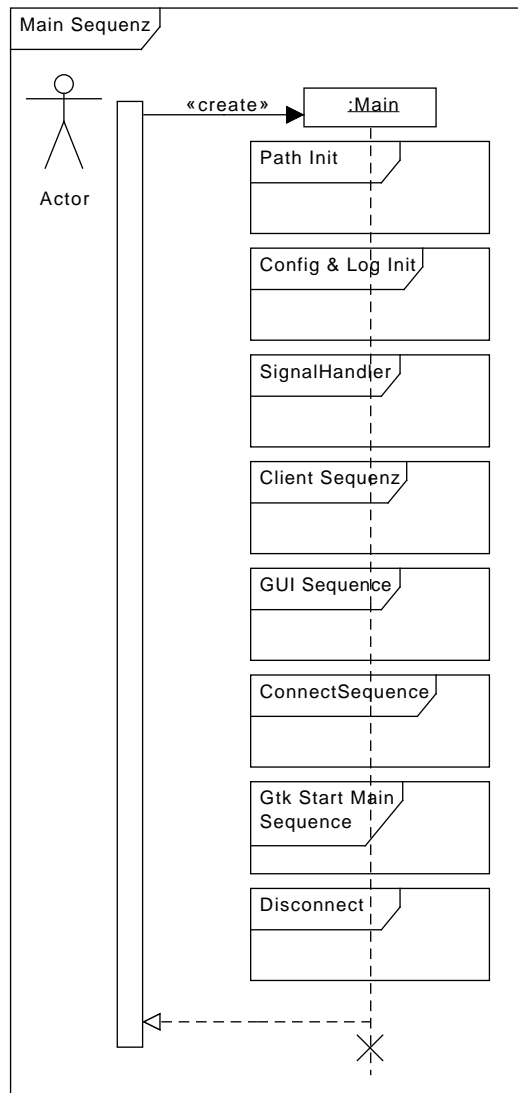 Main Sequenz
«create»
:Main
Actor
Path Init
Config & Log Init
SignalHandler
Client Sequenz
GUI Sequence
ConnectSequence
Gtk Start Main
Sequence
Disconnect